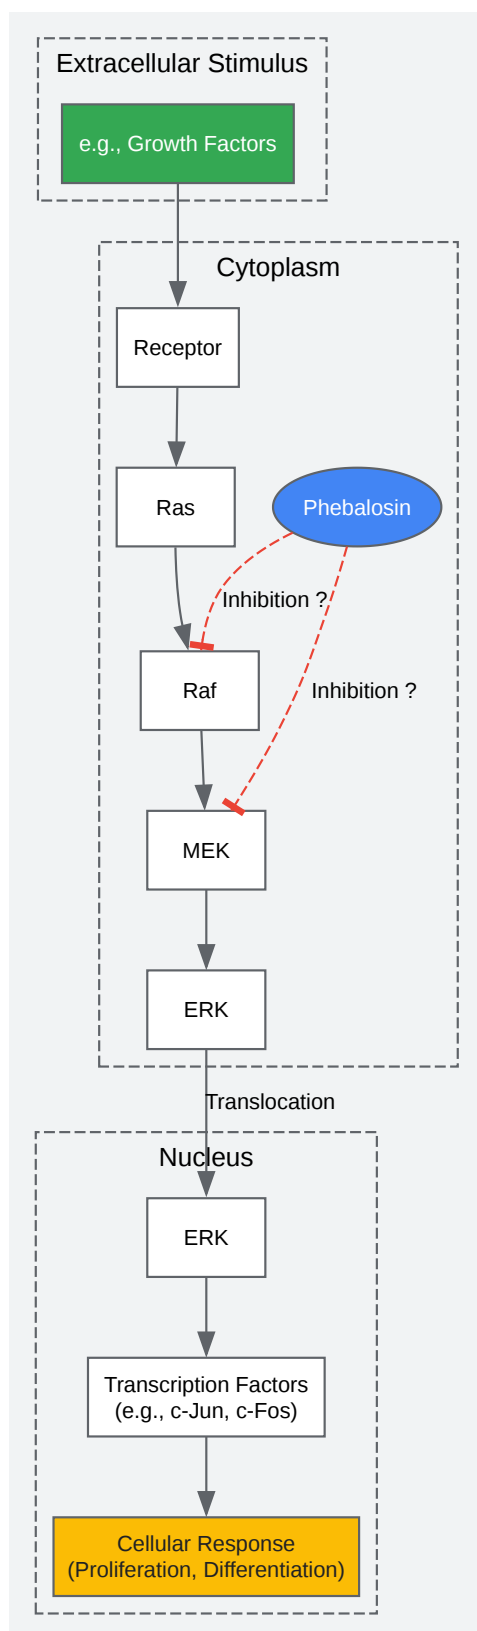 Extracellular Stimulus
e.g., Growth Factors
Cytoplasm
Receptor
Ras
Phebalosin
Inhibition ?
Raf
Inhibition ?
MEK
ERK
Translocation
Nucleus
ERK
Transcription Factors
(e.g., c-Jun, c-Fos)
Cellular Response
(Proliferation, Differentiation)